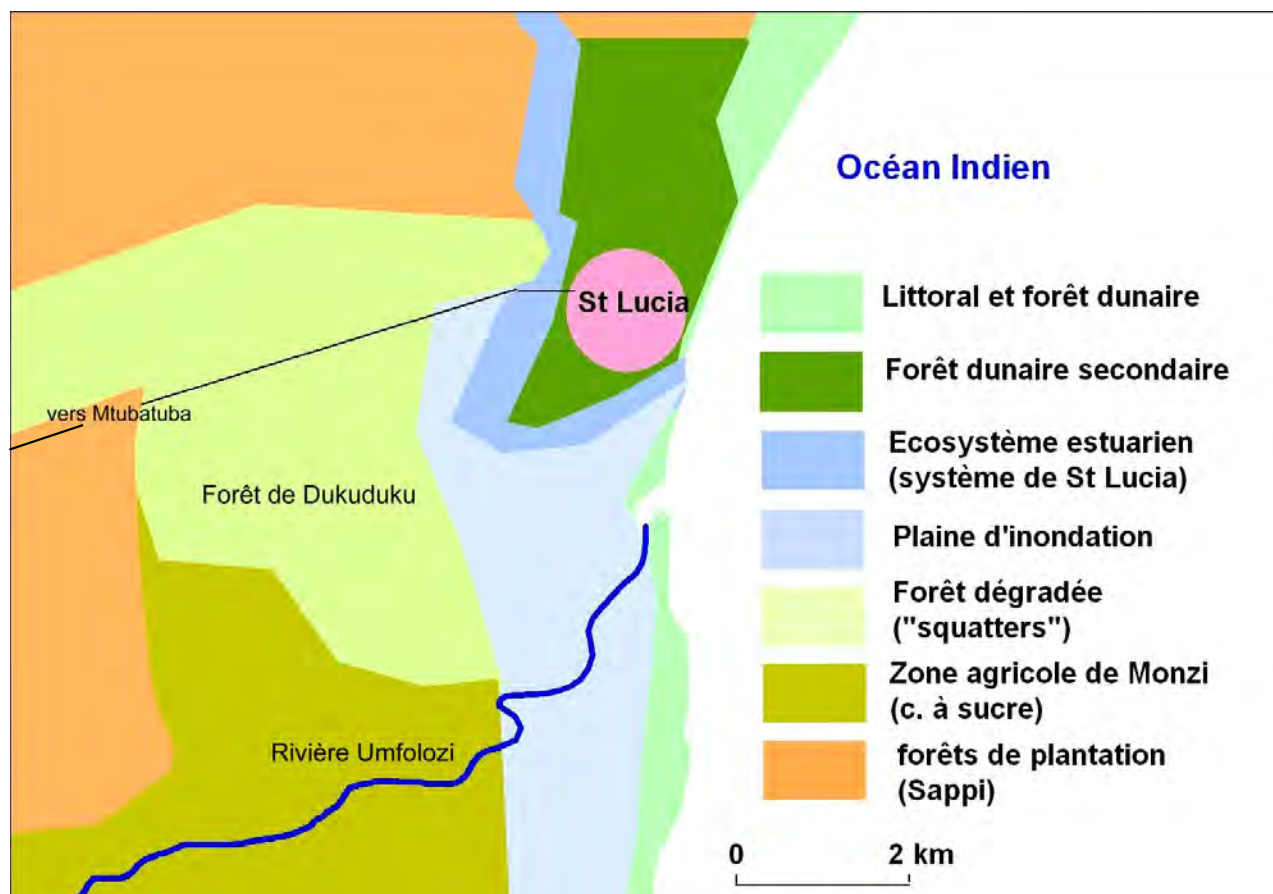 Océan Indien
St Lucia
vers Mtubatuba
Forêt de Dukuduku
Rivière Umfolozi
Littoral et forêt dunaire
Forêt dunaire secondaire
Ecosystème estuarien
(système de St Lucia)
Plaine d'inondation
Forêt dégradée
("squatters")
Zone agricole de Monzi
(c. à sucre)
forêts de plantation
(Sappi)
0 2 km